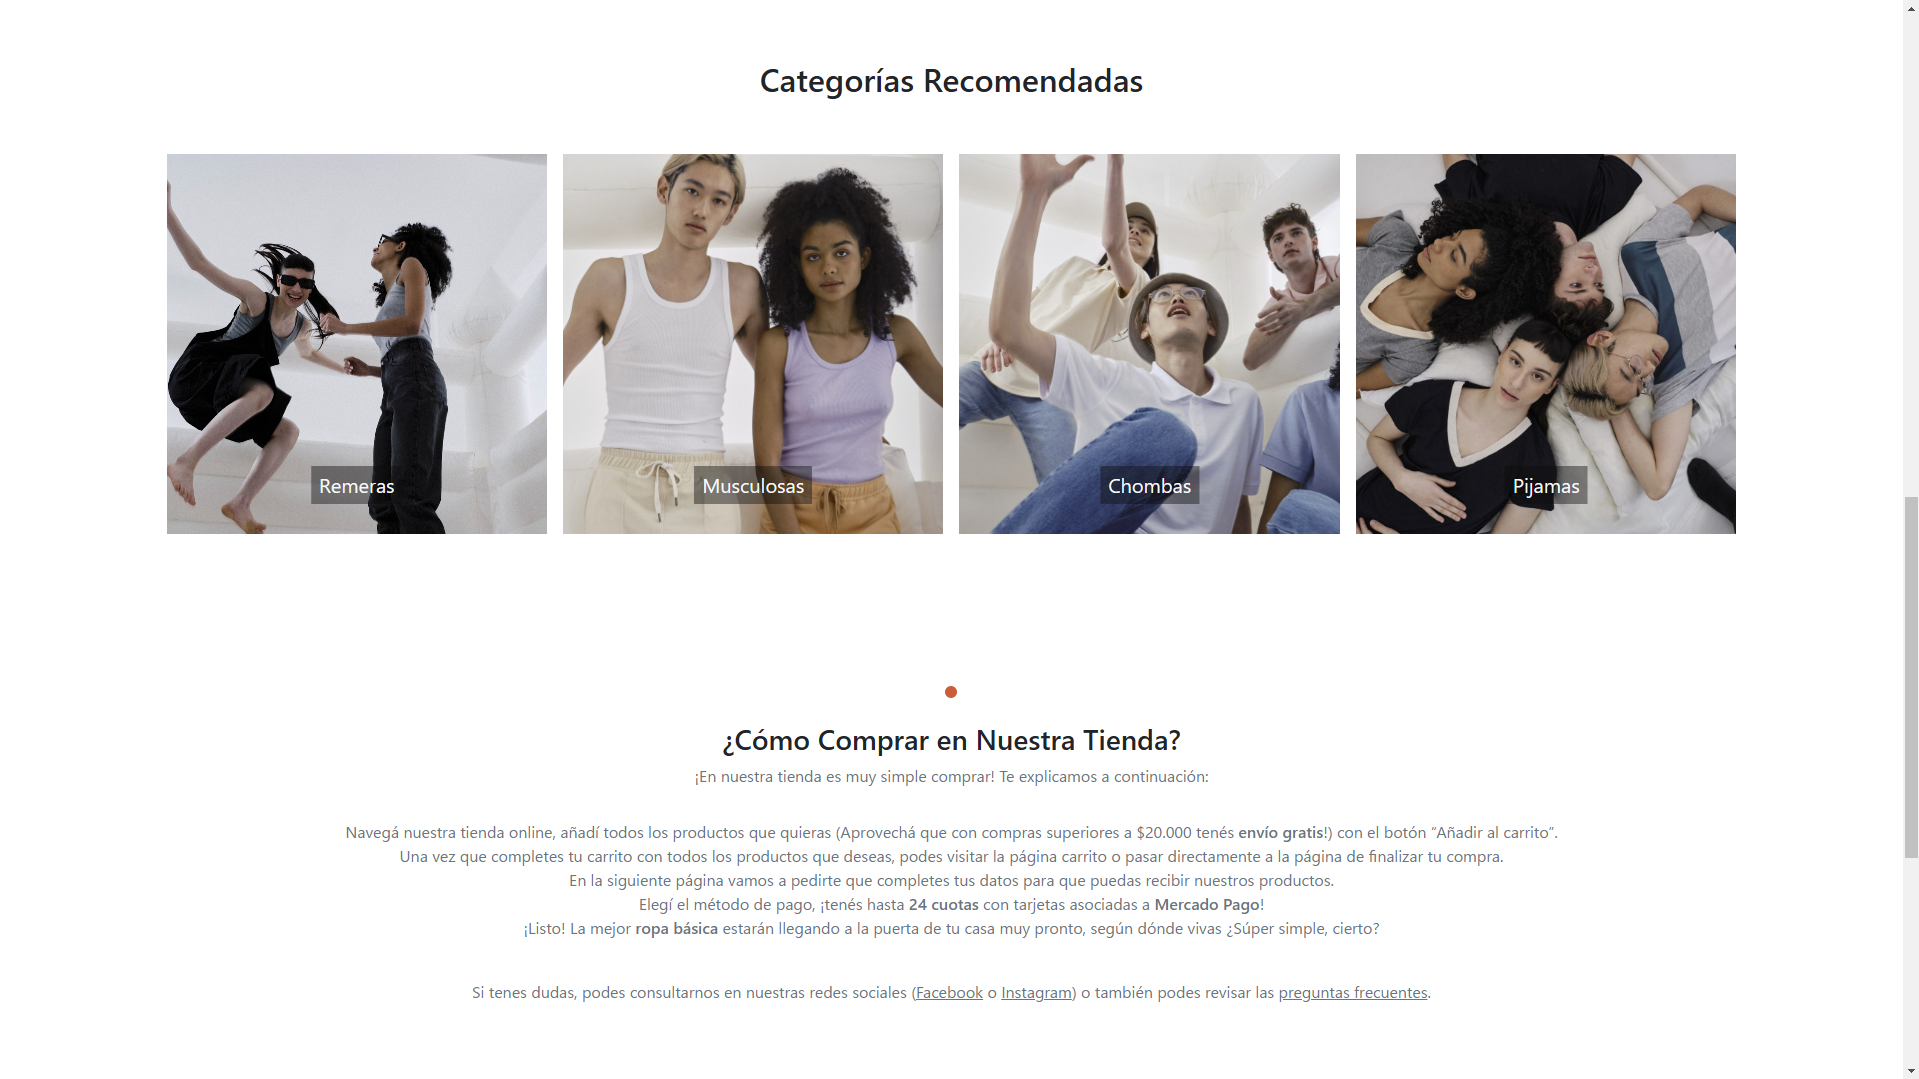 Categorías Recomendadas
Remeras
Musculosas
Chombas
Pijamas
¿Cómo Comprar en Nuestra Tienda?
¡En nuestra tienda es muy simple comprar! Te explicamos a continuación:
Navegá nuestra tienda online, añadí todos los productos que quieras (Aprovechá que con compras superiores a $20.000 tenés envío gratis!) con el botón “Añadir al carrito”.
Una vez que completes tu carrito con todos los productos que deseas, podes visitar la página carrito o pasar directamente a la página de finalizar tu compra.
En la siguiente página vamos a pedirte que completes tus datos para que puedas recibir nuestros productos.
Elegí el método de pago, ¡tenés hasta 24 cuotas con tarjetas asociadas a Mercado Pago!
¡Listo! La mejor ropa básica estarán llegando a la puerta de tu casa muy pronto, según dónde vivas ¿Súper simple, cierto?
Si tenes dudas, podes consultarnos en nuestras redes sociales (Facebook o Instagram) o también podes revisar las preguntas frecuentes.